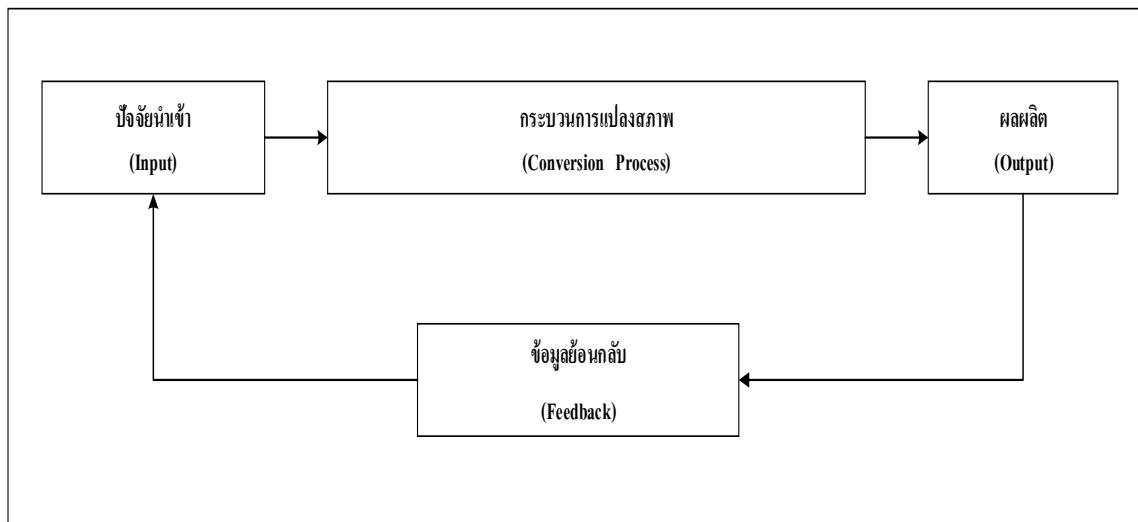 ปัจจัยนำเข้า
(Input)
กระบวนการแปลงสภาพ
(Conversion Process)
ผลผลิต
(Output)
ข้อมูลย้อนกลับ
(Feedback)